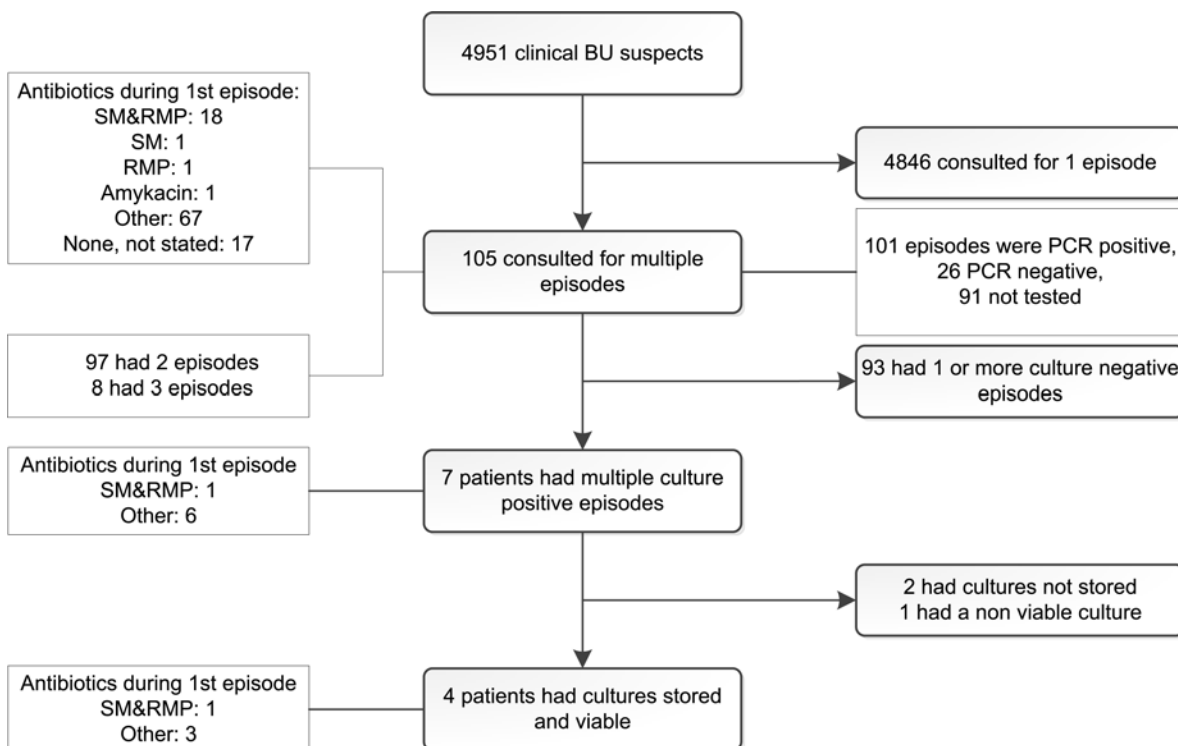 4951 clinical BU suspects
Antibiotics during 1st episode:
SM&RMP: 18
SM: 1
RMP: 1
Amykacin: 1
Other: 67
None, not stated: 17
4846 consulted for 1 episode
105 consulted for multiple
episodes
101 episodes were PCR positive,
26 PCR negative,
91 not tested
97 had 2 episodes
8 had 3 episodes
93 had 1 or more culture negative
episodes
Antibiotics during 1st episode
SM&RMP: 1
Other: 6
7 patients had multiple culture
positive episodes
2 had cultures not stored
1 had a non viable culture
Antibiotics during 1st episode
SM&RMP: 1
Other: 3
4 patients had cultures stored
and viable